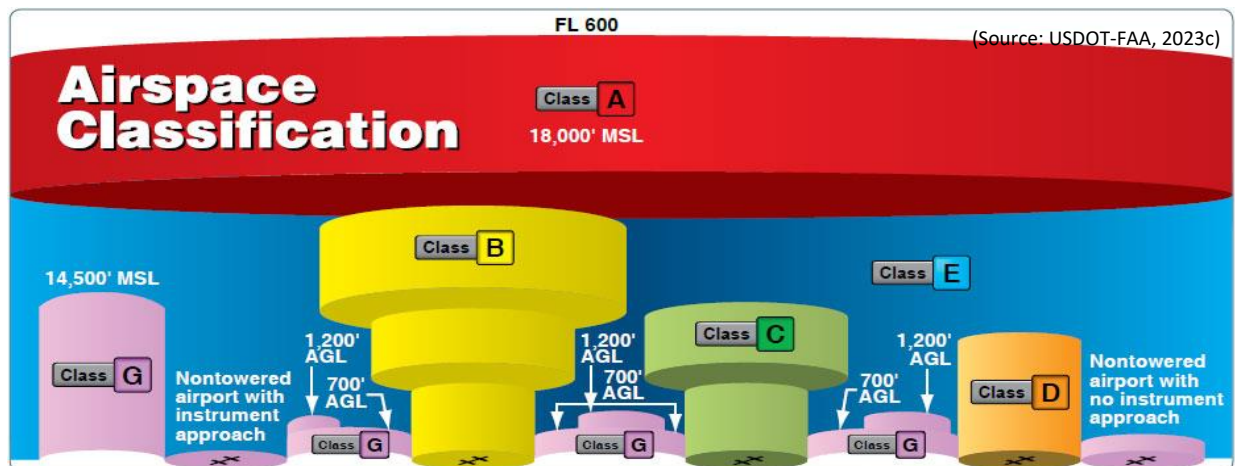 FL 600
(Source: USDOT-FAA, 2023c)
Airspace
Classification
Class A
18,000' MSL
Class B
Class E
14,500' MSL
Class C
1,200'
AGL
1,200'
AGL
1,200'
AGL
Class G
Nontowered
airport with
instrument
approach
700'
AGL
700'
AGL
700'
AGL
Class D
Nontowered
airport with
no instrument
approach
Class G
Class G
Class G